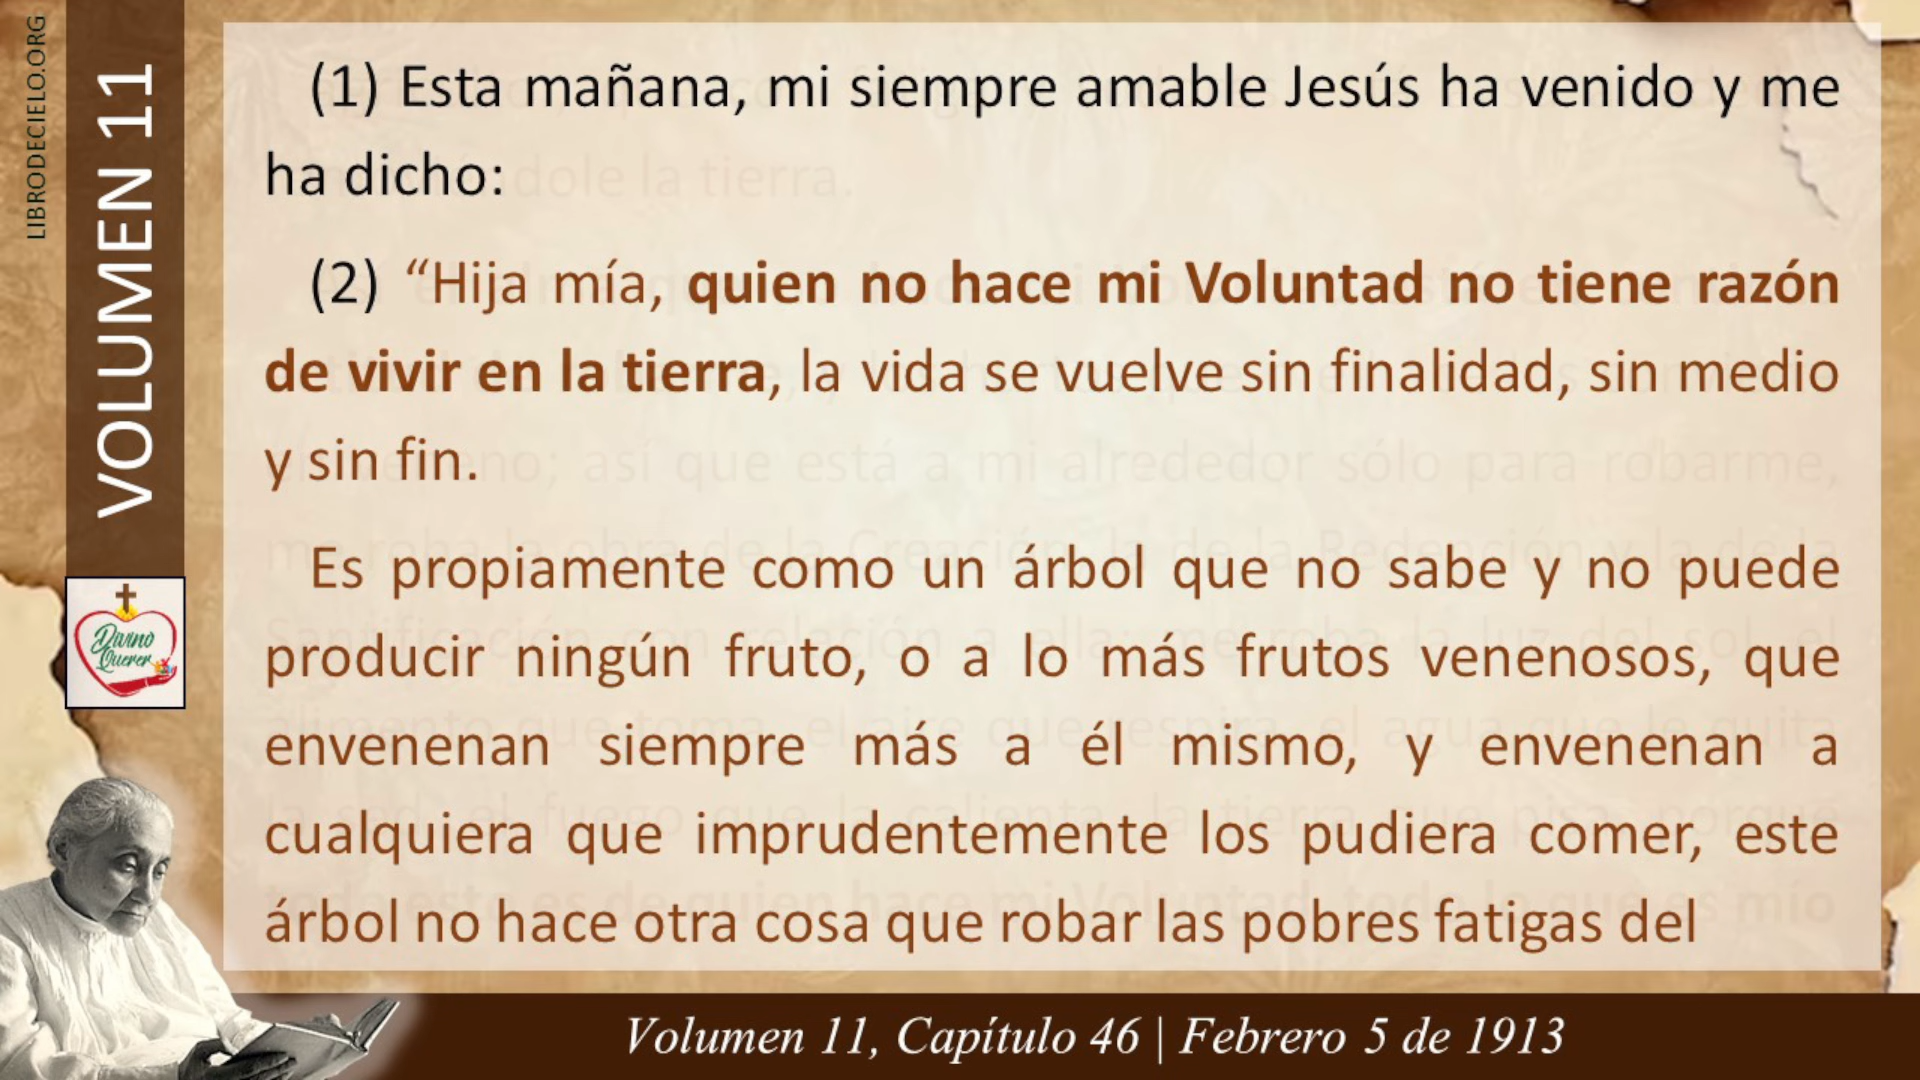 LIBRODECIELO.ORG
VOLUMEN 11
Divino
Querer
(1) Esta mañana, mi siempre amable Jesús ha venido y me
ha dicho:
(2) “Hija mía, quien no hace mi Voluntad no tiene razón
de vivir en la tierra, la vida se vuelve sin finalidad, sin medio
y sin fin.
Es propiamente como un árbol que no sabe y no puede
producir ningún fruto, o a lo más frutos venenosos, que
envenenan siempre más a él mismo, y envenenan a
cualquiera que imprudentemente los pudiera comer, este
árbol no hace otra cosa que robar las pobres fatigas del
Volumen 11, Capítulo 46 | Febrero 5 de 1913